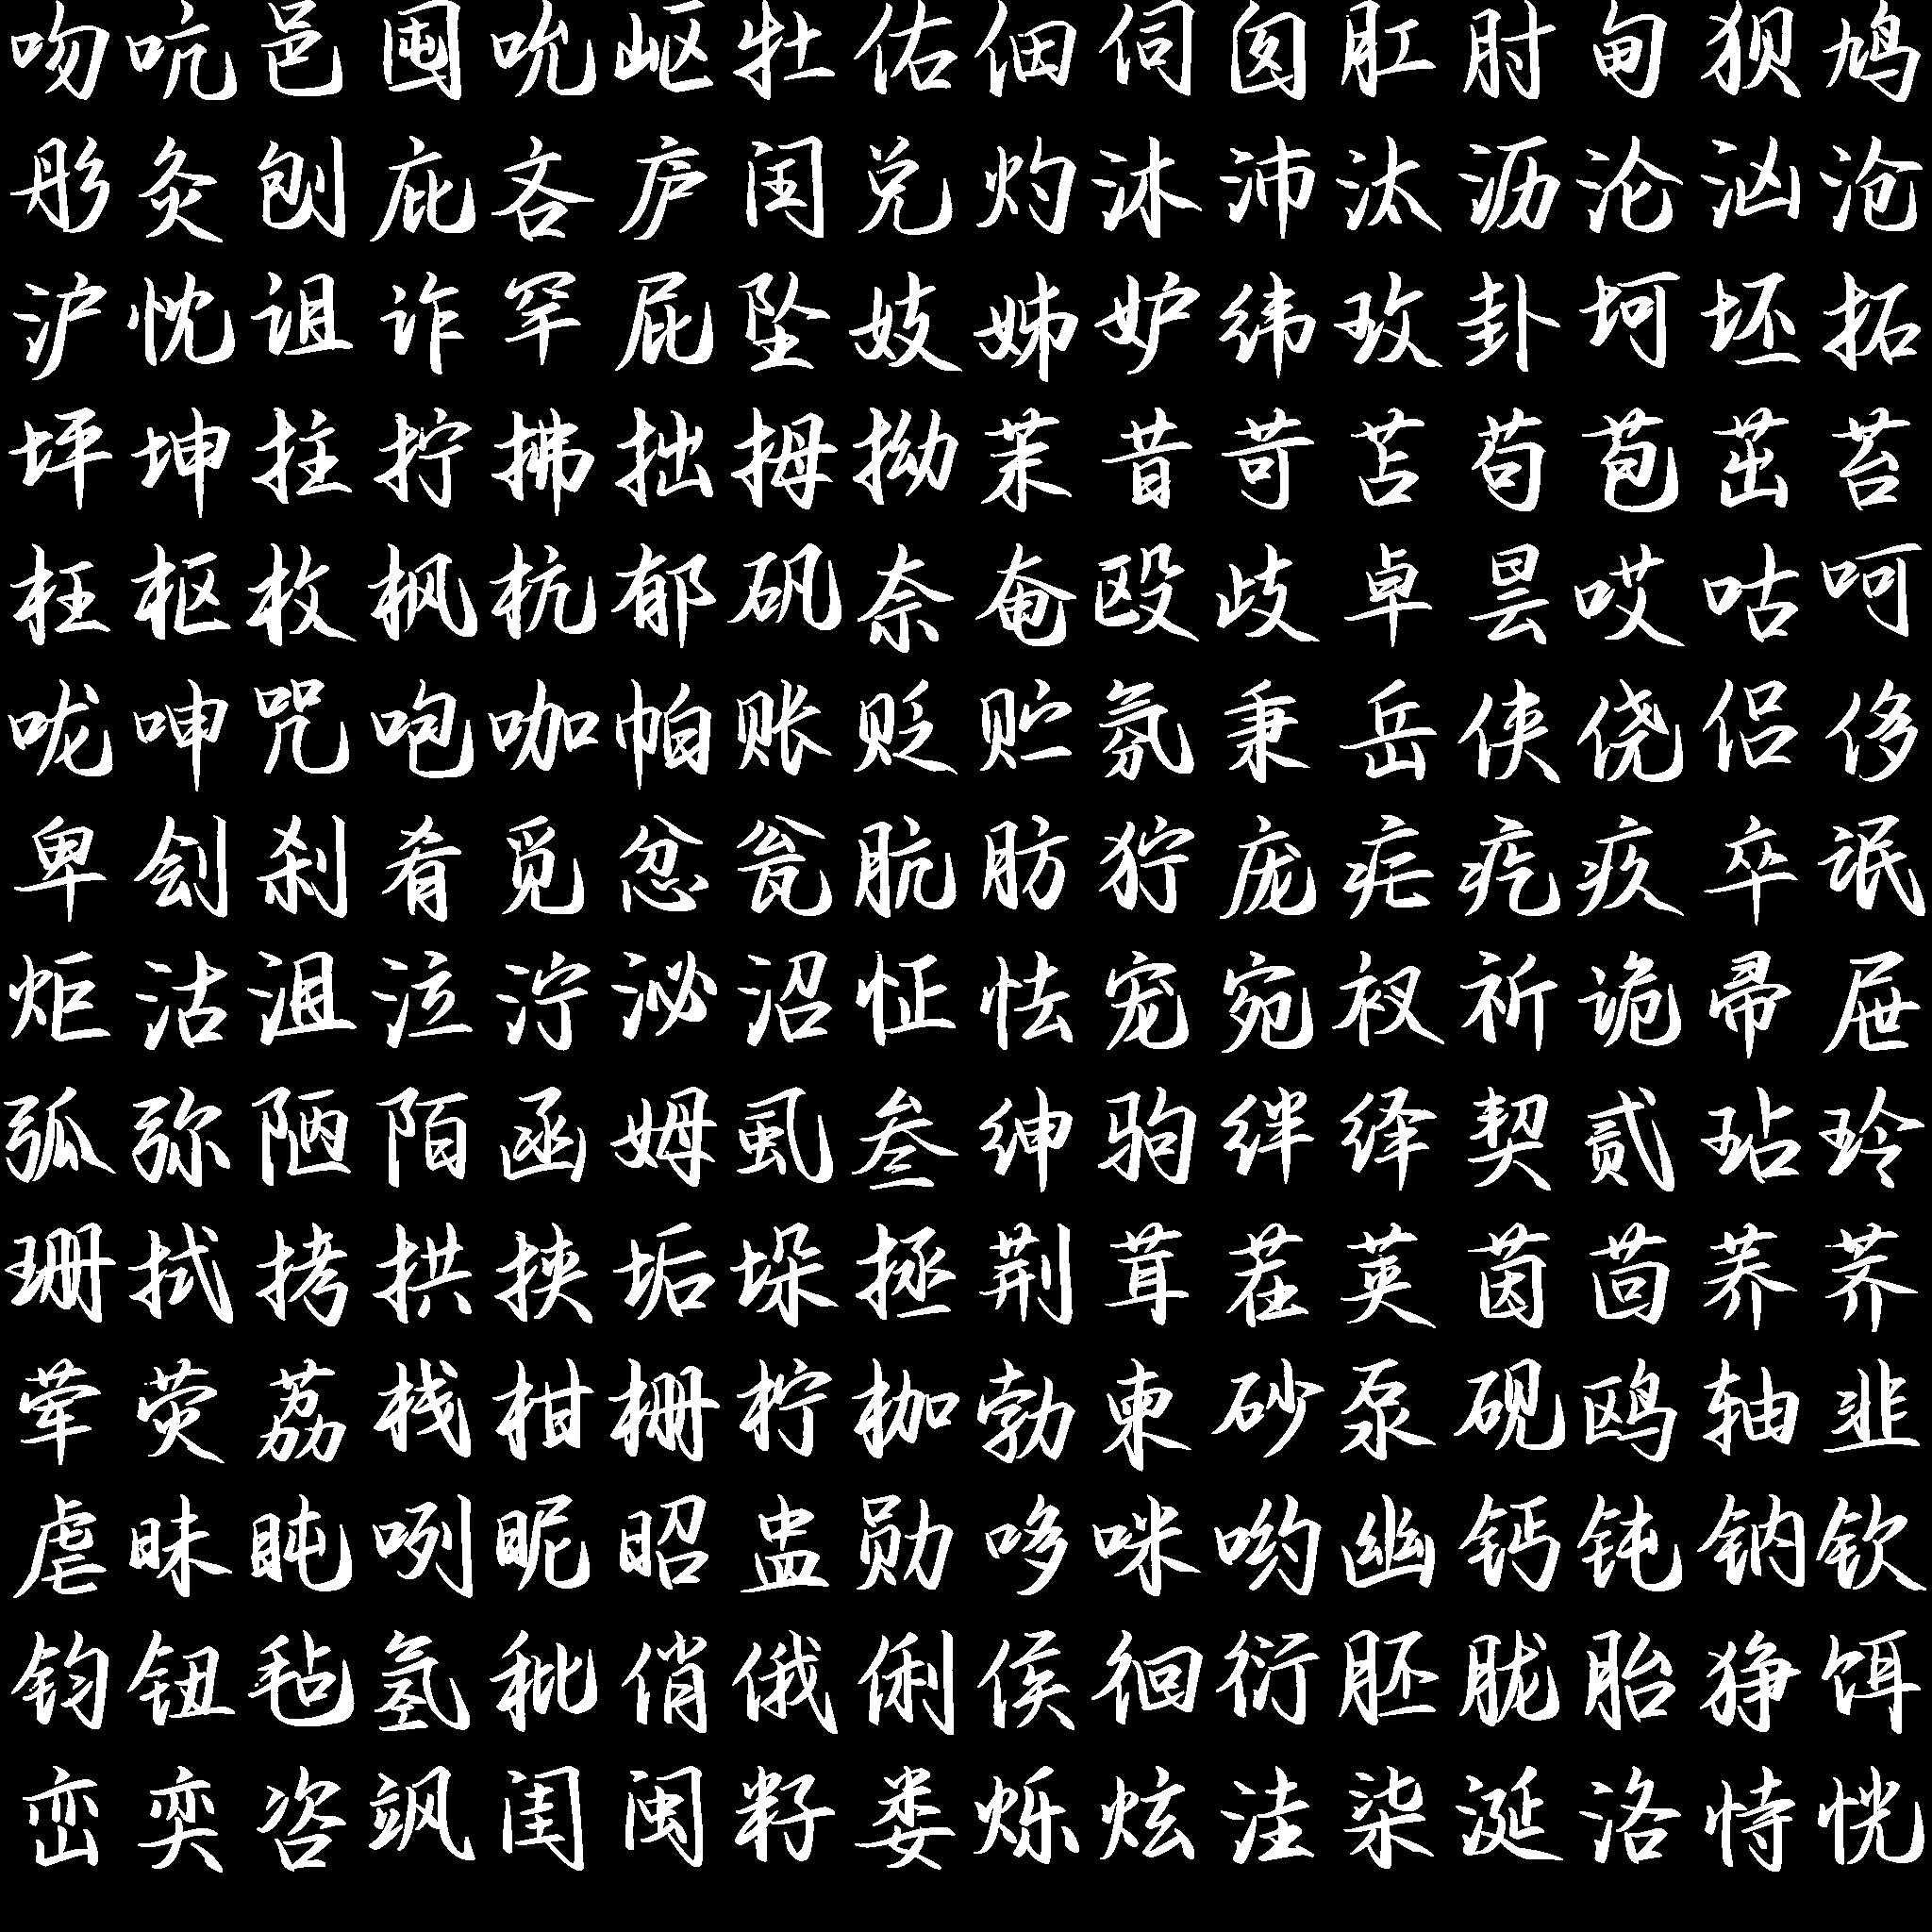 吻吭邑囤吮岖牡佑佃伺囱肛肘甸狈鸠
彤灸刨庇吝庐闰兑灼沐沛汰沥沦汹沧
沪忱诅诈罕屁坠妓姊妒纬玫卦坷坯拓
坪坤拄拧拂拙拇拗茉昔苛苫苟苞茁苔
枉枢枚枫杭郁矾奈奄殴歧卓昙哎咕呵
咙呻咒咆咖帕账贬贮氛秉岳侠侥侣侈
卑刽刹肴觅忿瓮肮肪狞庞疟疙疚卒氓
炬沽沮泣泞泌沼怔怯宠宛衩祈诡帚屉
弧弥陋陌函姆虱叁绅驹绊绎契贰玷玲
珊拭拷拱挟垢垛拯荆茸茬荚茵茴荞荠
荤荧荔栈柑栅柠枷勃柬砂泵砚鸥轴韭
虐昧盹咧昵昭盅勋哆咪哟幽钙钝钠钦
钧钮毡氢秕俏俄俐侯徊衍胚胧胎狰饵
峦奕咨飒闺闽籽娄烁炫洼柒涎洛恃恍